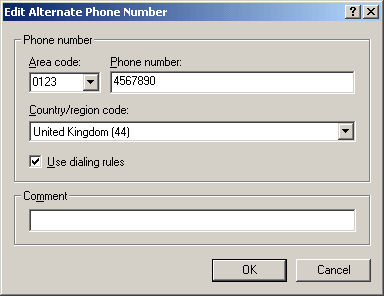 Edit Alternate Phone Number
Phone number
Area code: Phone number:
0123 4567890
Country/region code:
United Kingdom (44)
Use dialing rules
Comment
OK Cancel